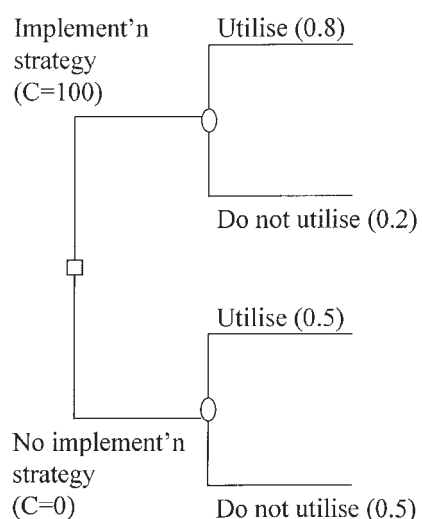 Implement’n
strategy
(C=100)
Utilise (0.8)
Do not utilise (0.2)
Utilise (0.5)
No implement’n
strategy
(C=0)
Do not utilise (0.5)